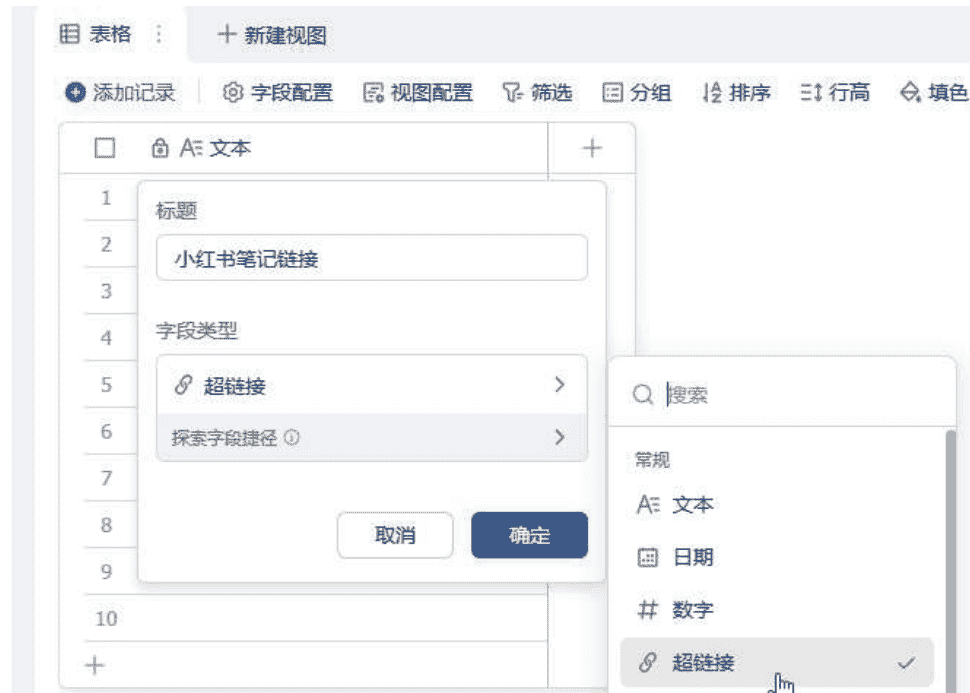 表格 新建视图
添加记录 字段配置 视图配置 筛选 分组 排序 行高 填色
文本
1
标题
2
小红书笔记链接
3
4
字段类型
5
超链接
搜索
6
探索字段捷径
常规
7
文本
8
取消 确定
日期
9
10
数字
超链接